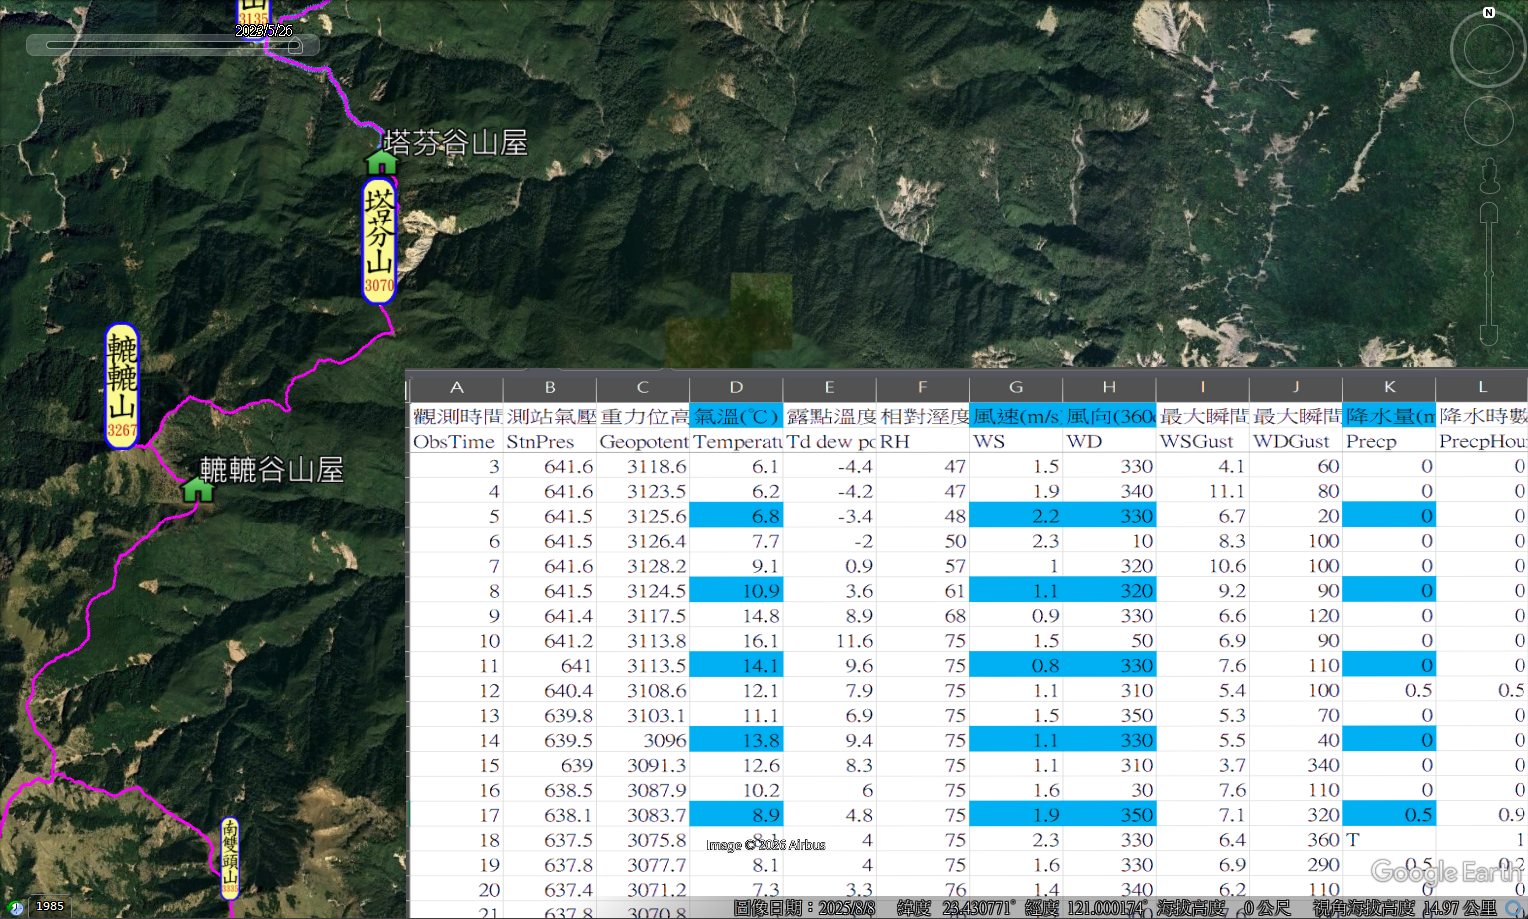 山
3135
2023/5/26
N
塔芬谷山屋
塔芬山
3070
轆轆山
3267
轆轆谷山屋
南雙頭山
3335
A B C D E F G H I J K L
觀測時間 測站氣壓 重力位高 氣溫(℃) 露點溫度 相對溼度 風速(m/s 風向(360 最大瞬間 最大瞬間 降水量(m 降水時數
ObsTime StnPres Geopotent Temperatu Td dew po RH WS WD WSGust WDGust Precp PrecpHou
3 641.6 3118.6 6.1 -4.4 47 1.5 330 4.1 60 0 0
4 641.6 3123.5 6.2 -4.2 47 1.9 340 11.1 80 0 0
5 641.5 3125.6 6.8 -3.4 48 2.2 330 6.7 20 0 0
6 641.5 3126.4 7.7 -2 50 2.3 10 8.3 100 0 0
7 641.6 3128.2 9.1 0.9 57 1 320 10.6 100 0 0
8 641.5 3124.5 10.9 3.6 61 1.1 320 9.2 90 0 0
9 641.4 3117.5 14.8 8.9 68 0.9 330 6.6 120 0 0
10 641.2 3113.8 16.1 11.6 75 1.5 50 6.9 90 0 0
11 641 3113.5 14.1 9.6 75 0.8 330 7.6 110 0 0
12 640.4 3108.6 12.1 7.9 75 1.1 310 5.4 100 0.5 0.5
13 639.8 3103.1 11.1 6.9 75 1.5 350 5.3 70 0 0
14 639.5 3096 13.8 9.4 75 1.1 330 5.5 40 0 0
15 639 3091.3 12.6 8.3 75 1.1 310 3.7 340 0 0
16 638.5 3087.9 10.2 6 75 1.6 30 7.6 110 0 0
17 638.1 3083.7 8.9 4.8 75 1.9 350 7.1 320 0.5 0.9
18 637.5 3075.8 8.1 4 75 2.3 330 6.4 360 T 1
Image © 2026 Airbus
19 637.8 3077.7 8.1 4 75 1.6 330 6.9 290 0.5 0.2
Google Earth
20 637.4 3071.2 7.3 3.3 76 1.4 340 6.2 110 0 0
21 637.3 3070.8
1985
圖像日期：2025/8/8 緯度 23.430771° 經度 121.000174° 海拔高度 0 公尺 視角海拔高度 14.97 公里